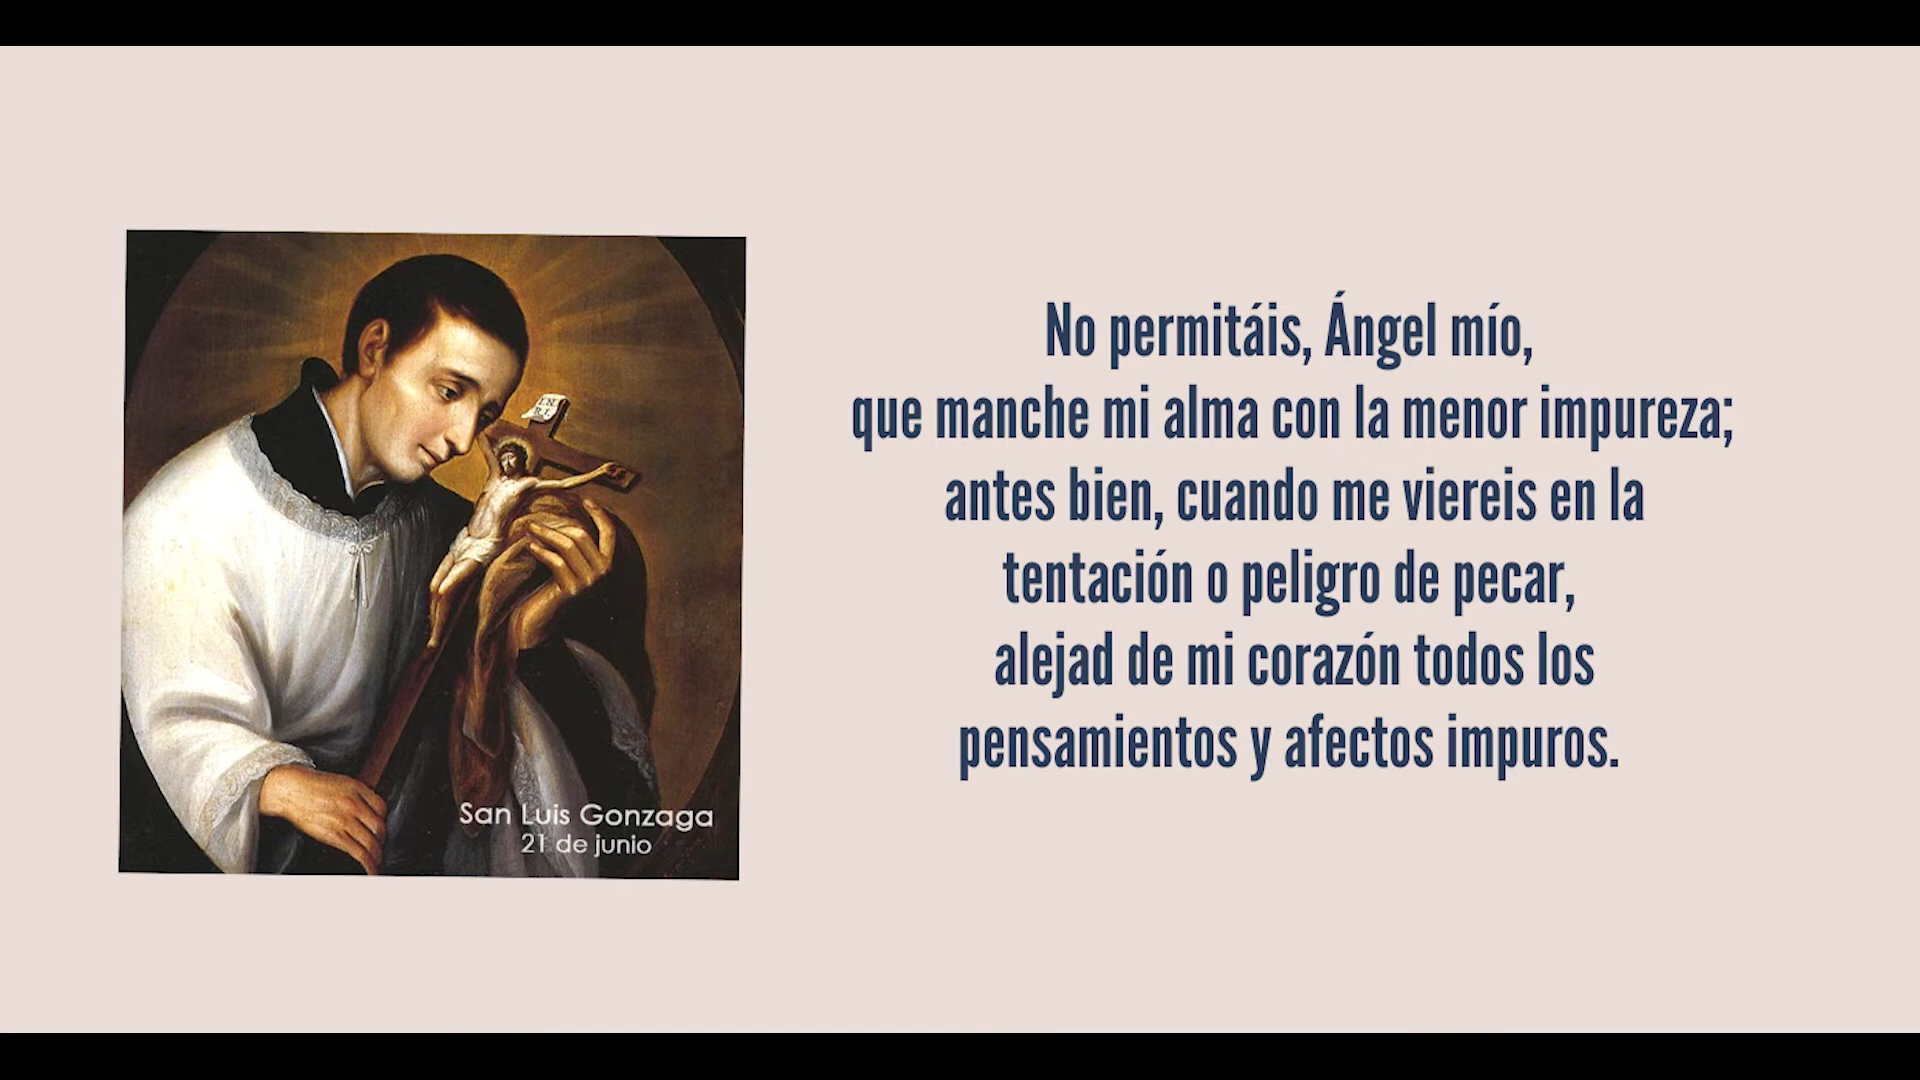 No permitáis, Ángel mío,
que manche mi alma con la menor impureza;
antes bien, cuando me viereis en la
tentación o peligro de pecar,
alejad de mi corazón todos los
pensamientos y afectos impuros.
I.N.
R.I.
San Luis Gonzaga
21 de junio